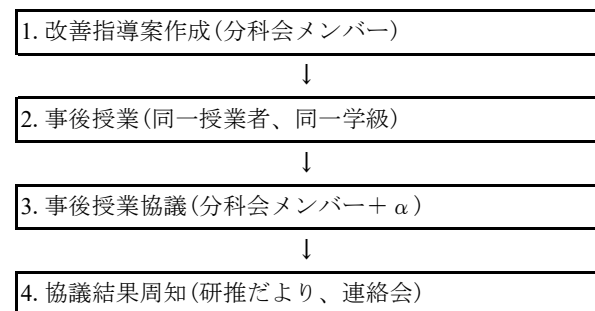 1. 改善指導案作成(分科会メンバー)
↓
2. 事後授業(同一授業者、同一学級)
↓
3. 事後授業協議(分科会メンバー+α)
↓
4. 協議結果周知(研推だより、連絡会)